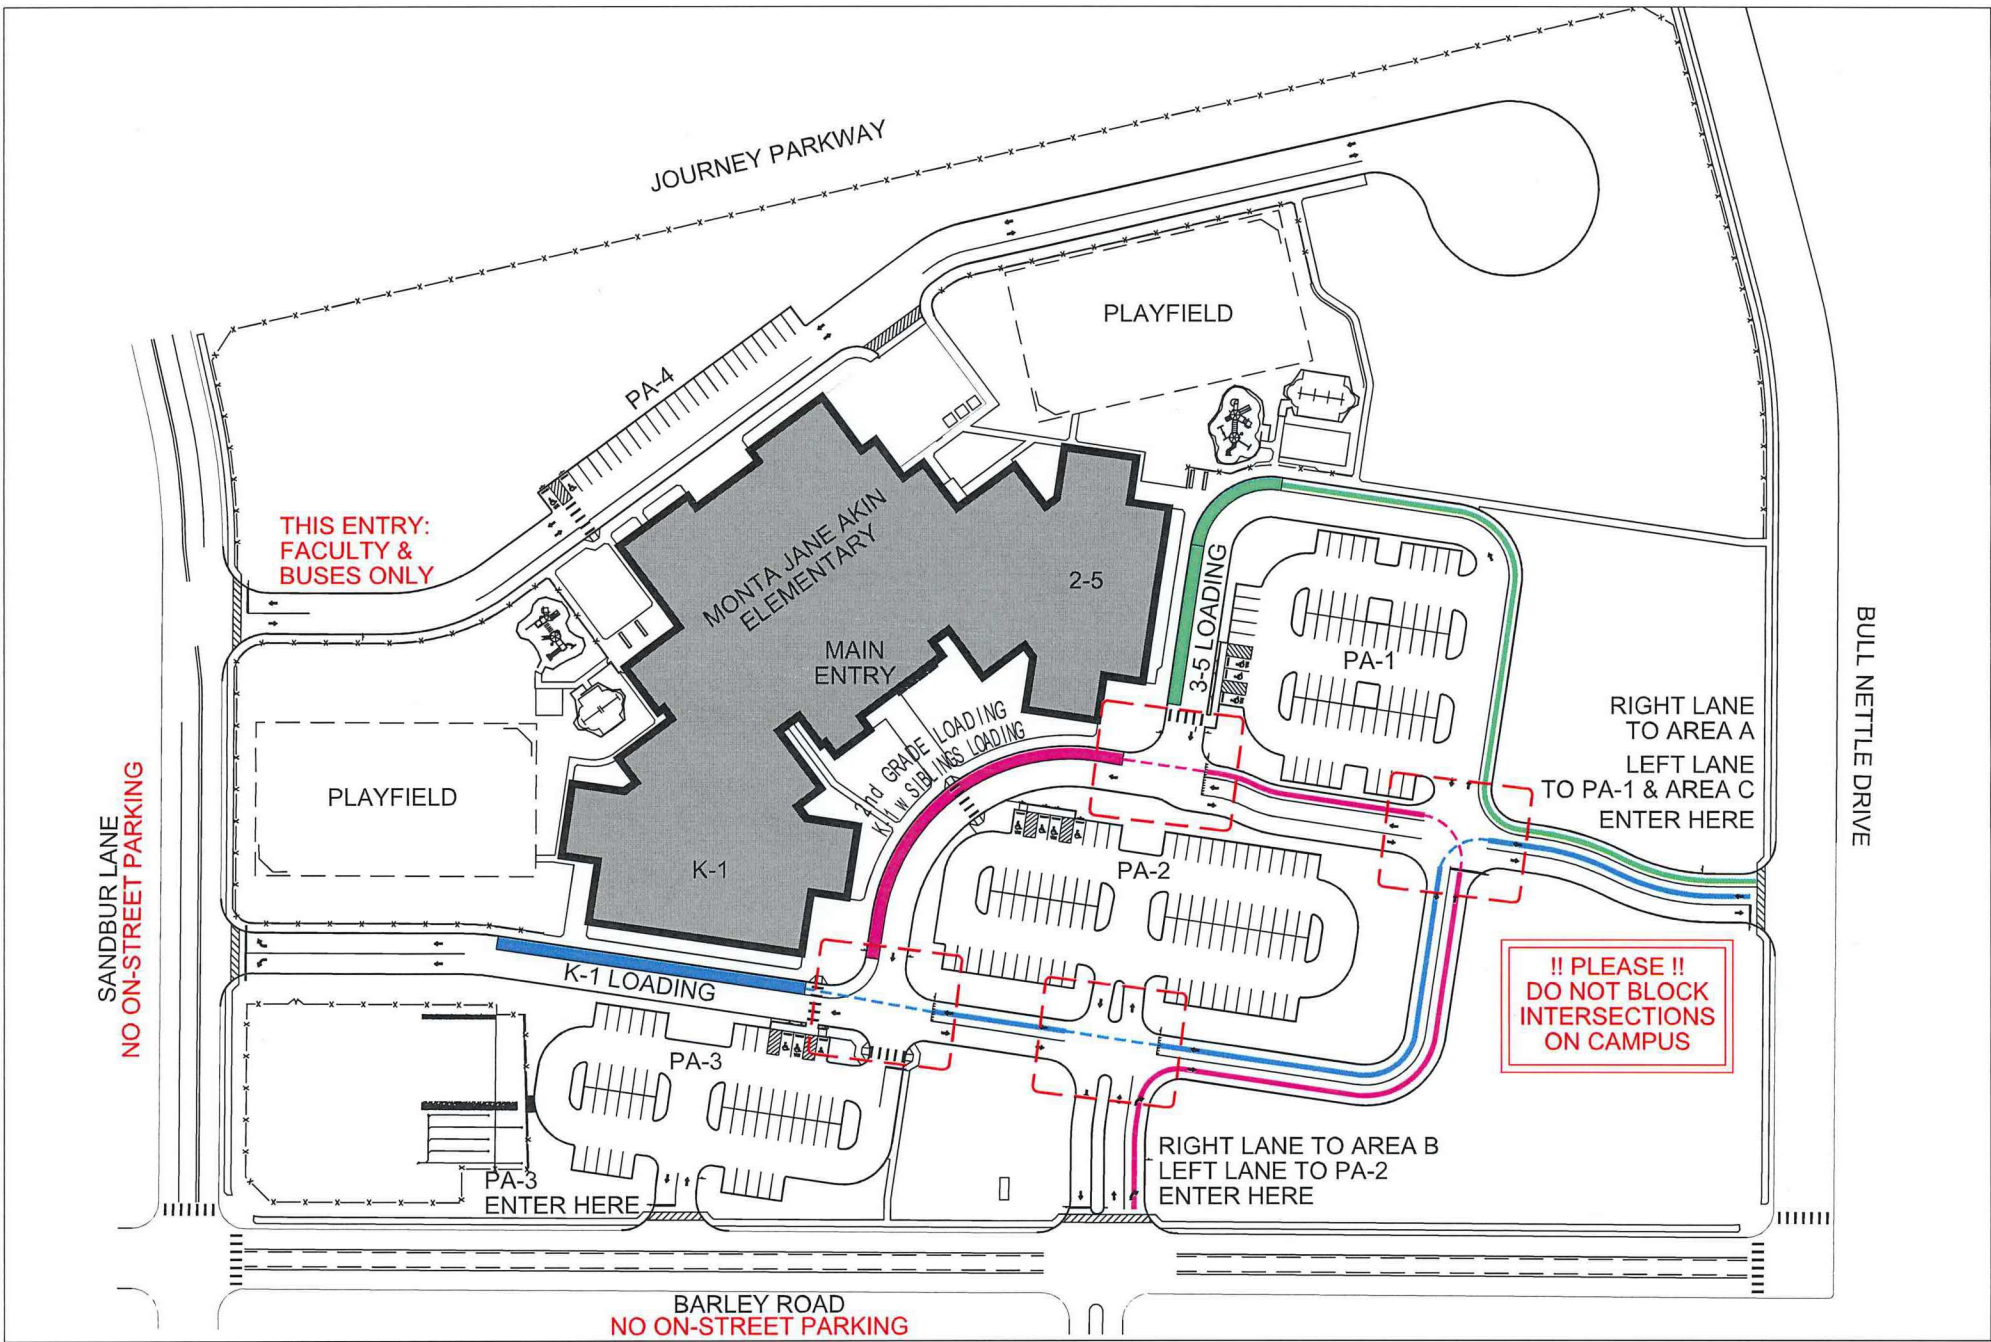 JOURNEY PARKWAY
PLAYFIELD
PA-4
THIS ENTRY:
FACULTY &
BUSES ONLY
MONTA JANE AKIN
ELEMENTARY
2-5
MAIN
ENTRY
3-5 LOADING
PA-1
BULL NETTLE DRIVE
RIGHT LANE
TO AREA A
LEFT LANE
TO PA-1 & AREA C
ENTER HERE
2nd GRADE LOADING
K-1 w SIBLINGS LOADING
PLAYFIELD
SANDBUR LANE
NO ON-STREET PARKING
K-1
PA-2
K-1 LOADING
!! PLEASE !!
DO NOT BLOCK
INTERSECTIONS
ON CAMPUS
PA-3
RIGHT LANE TO AREA B
LEFT LANE TO PA-2
ENTER HERE
PA-3
ENTER HERE
BARLEY ROAD
NO ON-STREET PARKING